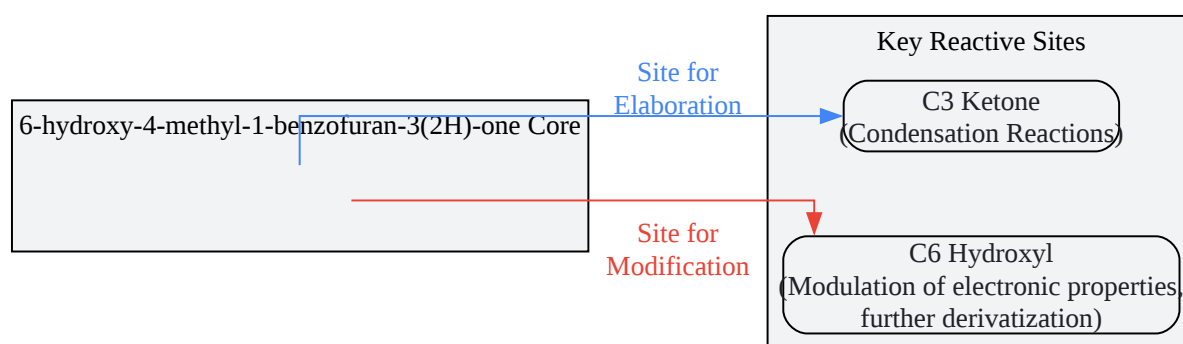 6-hydroxy-4-methyl-1-benzofuran-3(2H)-one Core
Site for
Elaboration
Site for
Modification
Key Reactive Sites
C3 Ketone
(Condensation Reactions)
C6 Hydroxyl
(Modulation of electronic properties,
further derivatization)